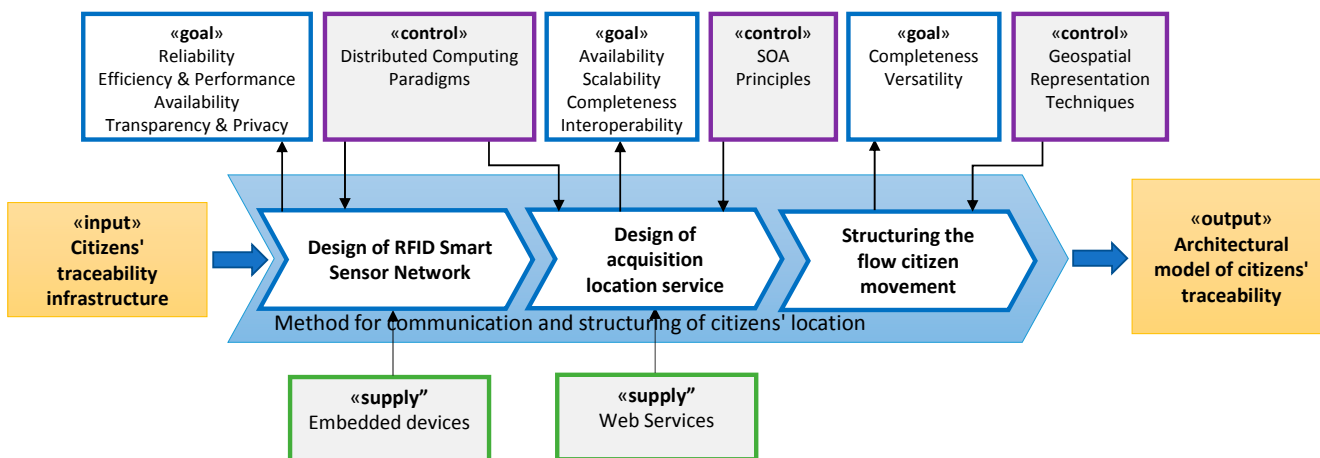 «goal»
Reliability
Efficiency & Performance
Availability
Transparency & Privacy
«control»
Distributed Computing
Paradigms
«goal»
Availability
Scalability
Completeness
Interoperability
«control»
SOA
Principles
«goal»
Completeness
Versatility
«control»
Geospatial
Representation
Techniques
«input»
Citizens'
traceability
infrastructure
Design of RFID Smart
Sensor Network
Design of
acquisition
location service
Structuring the
flow citizen
movement
«output»
Architectural
model of citizens'
traceability
Method for communication and structuring of citizens' location
«supply”
Embedded devices
«supply”
Web Services